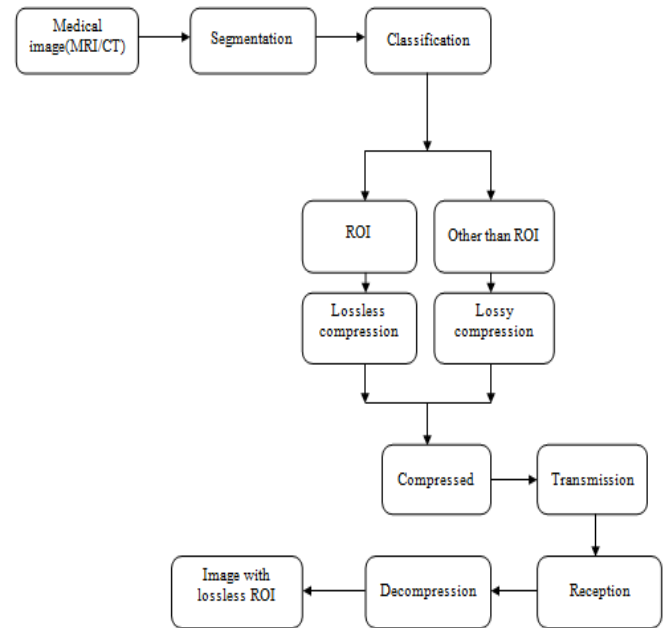 Medical
image(MRI/CT)
Segmentation
Classification
ROI
Other than ROI
Lossless
compression
Lossy
compression
Compressed
Transmission
Image with
lossless ROI
Decompression
Reception